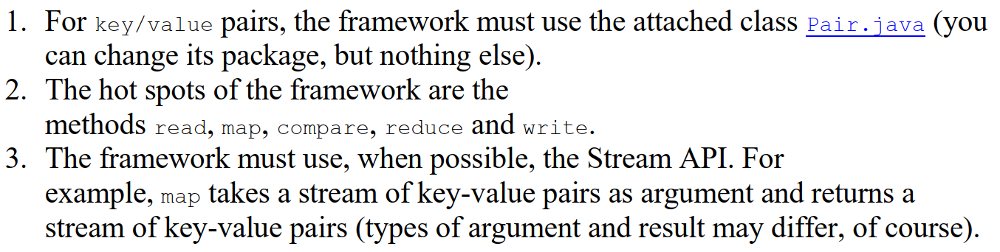 1. For key/value pairs, the framework must use the attached class Pair.java (you
can change its package, but nothing else).
2. The hot spots of the framework are the
methods read, map, compare, reduce and write.
3. The framework must use, when possible, the Stream API. For
example, map takes a stream of key-value pairs as argument and returns a
stream of key-value pairs (types of argument and result may differ, of course).